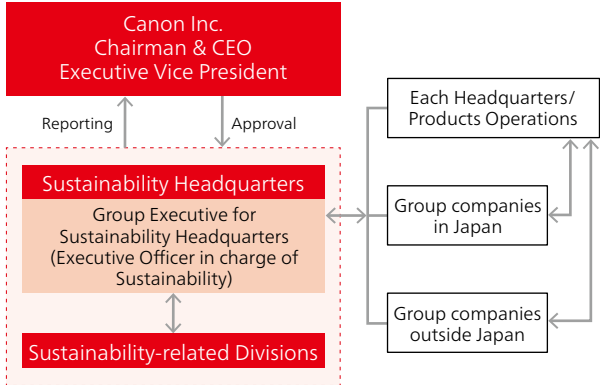 Canon Inc.
Chairman & CEO
Executive Vice President
Reporting
Approval
Sustainability Headquarters
Group Executive for
Sustainability Headquarters
(Executive Officer in charge of
Sustainability)
Sustainability-related Divisions
Each Headquarters/
Products Operations
Group companies
in Japan
Group companies
outside Japan